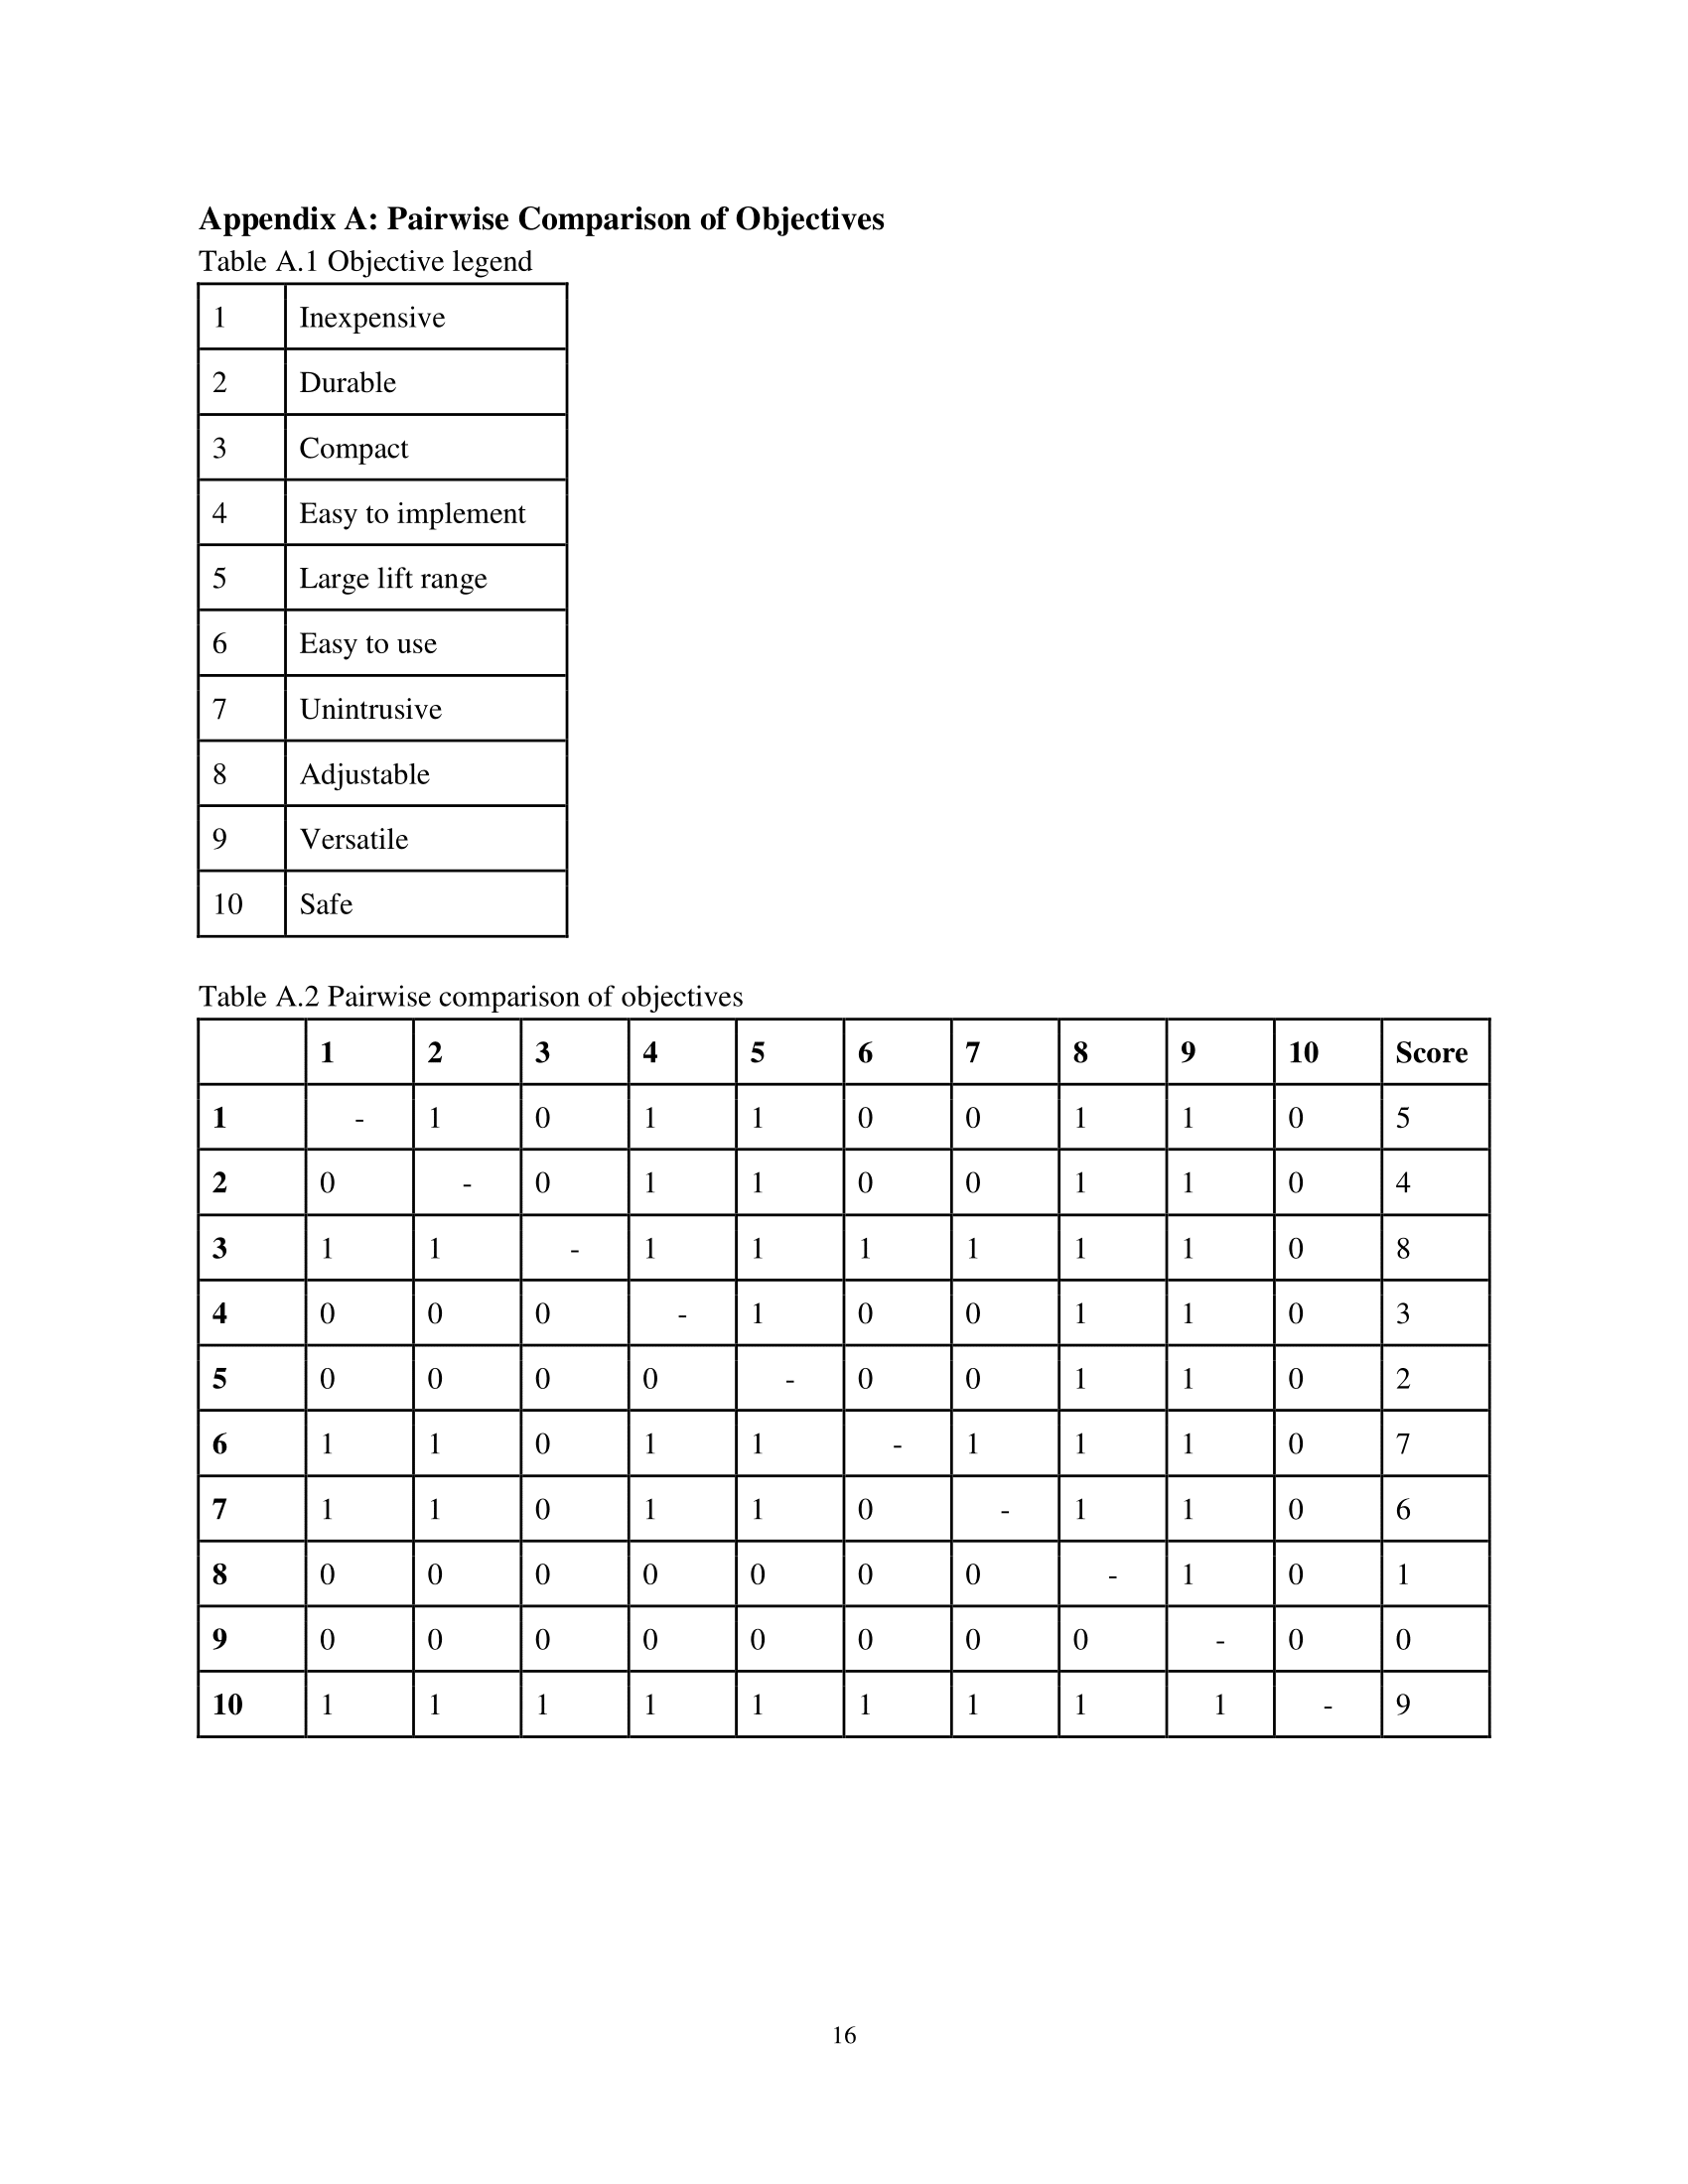 Appendix A: Pairwise Comparison of Objectives
Table A.1 Objective legend
1 Inexpensive
2 Durable
3 Compact
4 Easy to implement
5 Large lift range
6 Easy to use
7 Unintrusive
8 Adjustable
9 Versatile
10 Safe
Table A.2 Pairwise comparison of objectives
1 2 3 4 5 6 7 8 9 10 Score
1 - 1 0 1 1 0 0 1 1 0 5
2 0 - 0 1 1 0 0 1 1 0 4
3 1 1 - 1 1 1 1 1 1 0 8
4 0 0 0 - 1 0 0 1 1 0 3
5 0 0 0 0 - 0 0 1 1 0 2
6 1 1 0 1 1 - 1 1 1 0 7
7 1 1 0 1 1 0 - 1 1 0 6
8 0 0 0 0 0 0 0 - 1 0 1
9 0 0 0 0 0 0 0 0 - 0 0
10 1 1 1 1 1 1 1 1 1 - 9
16